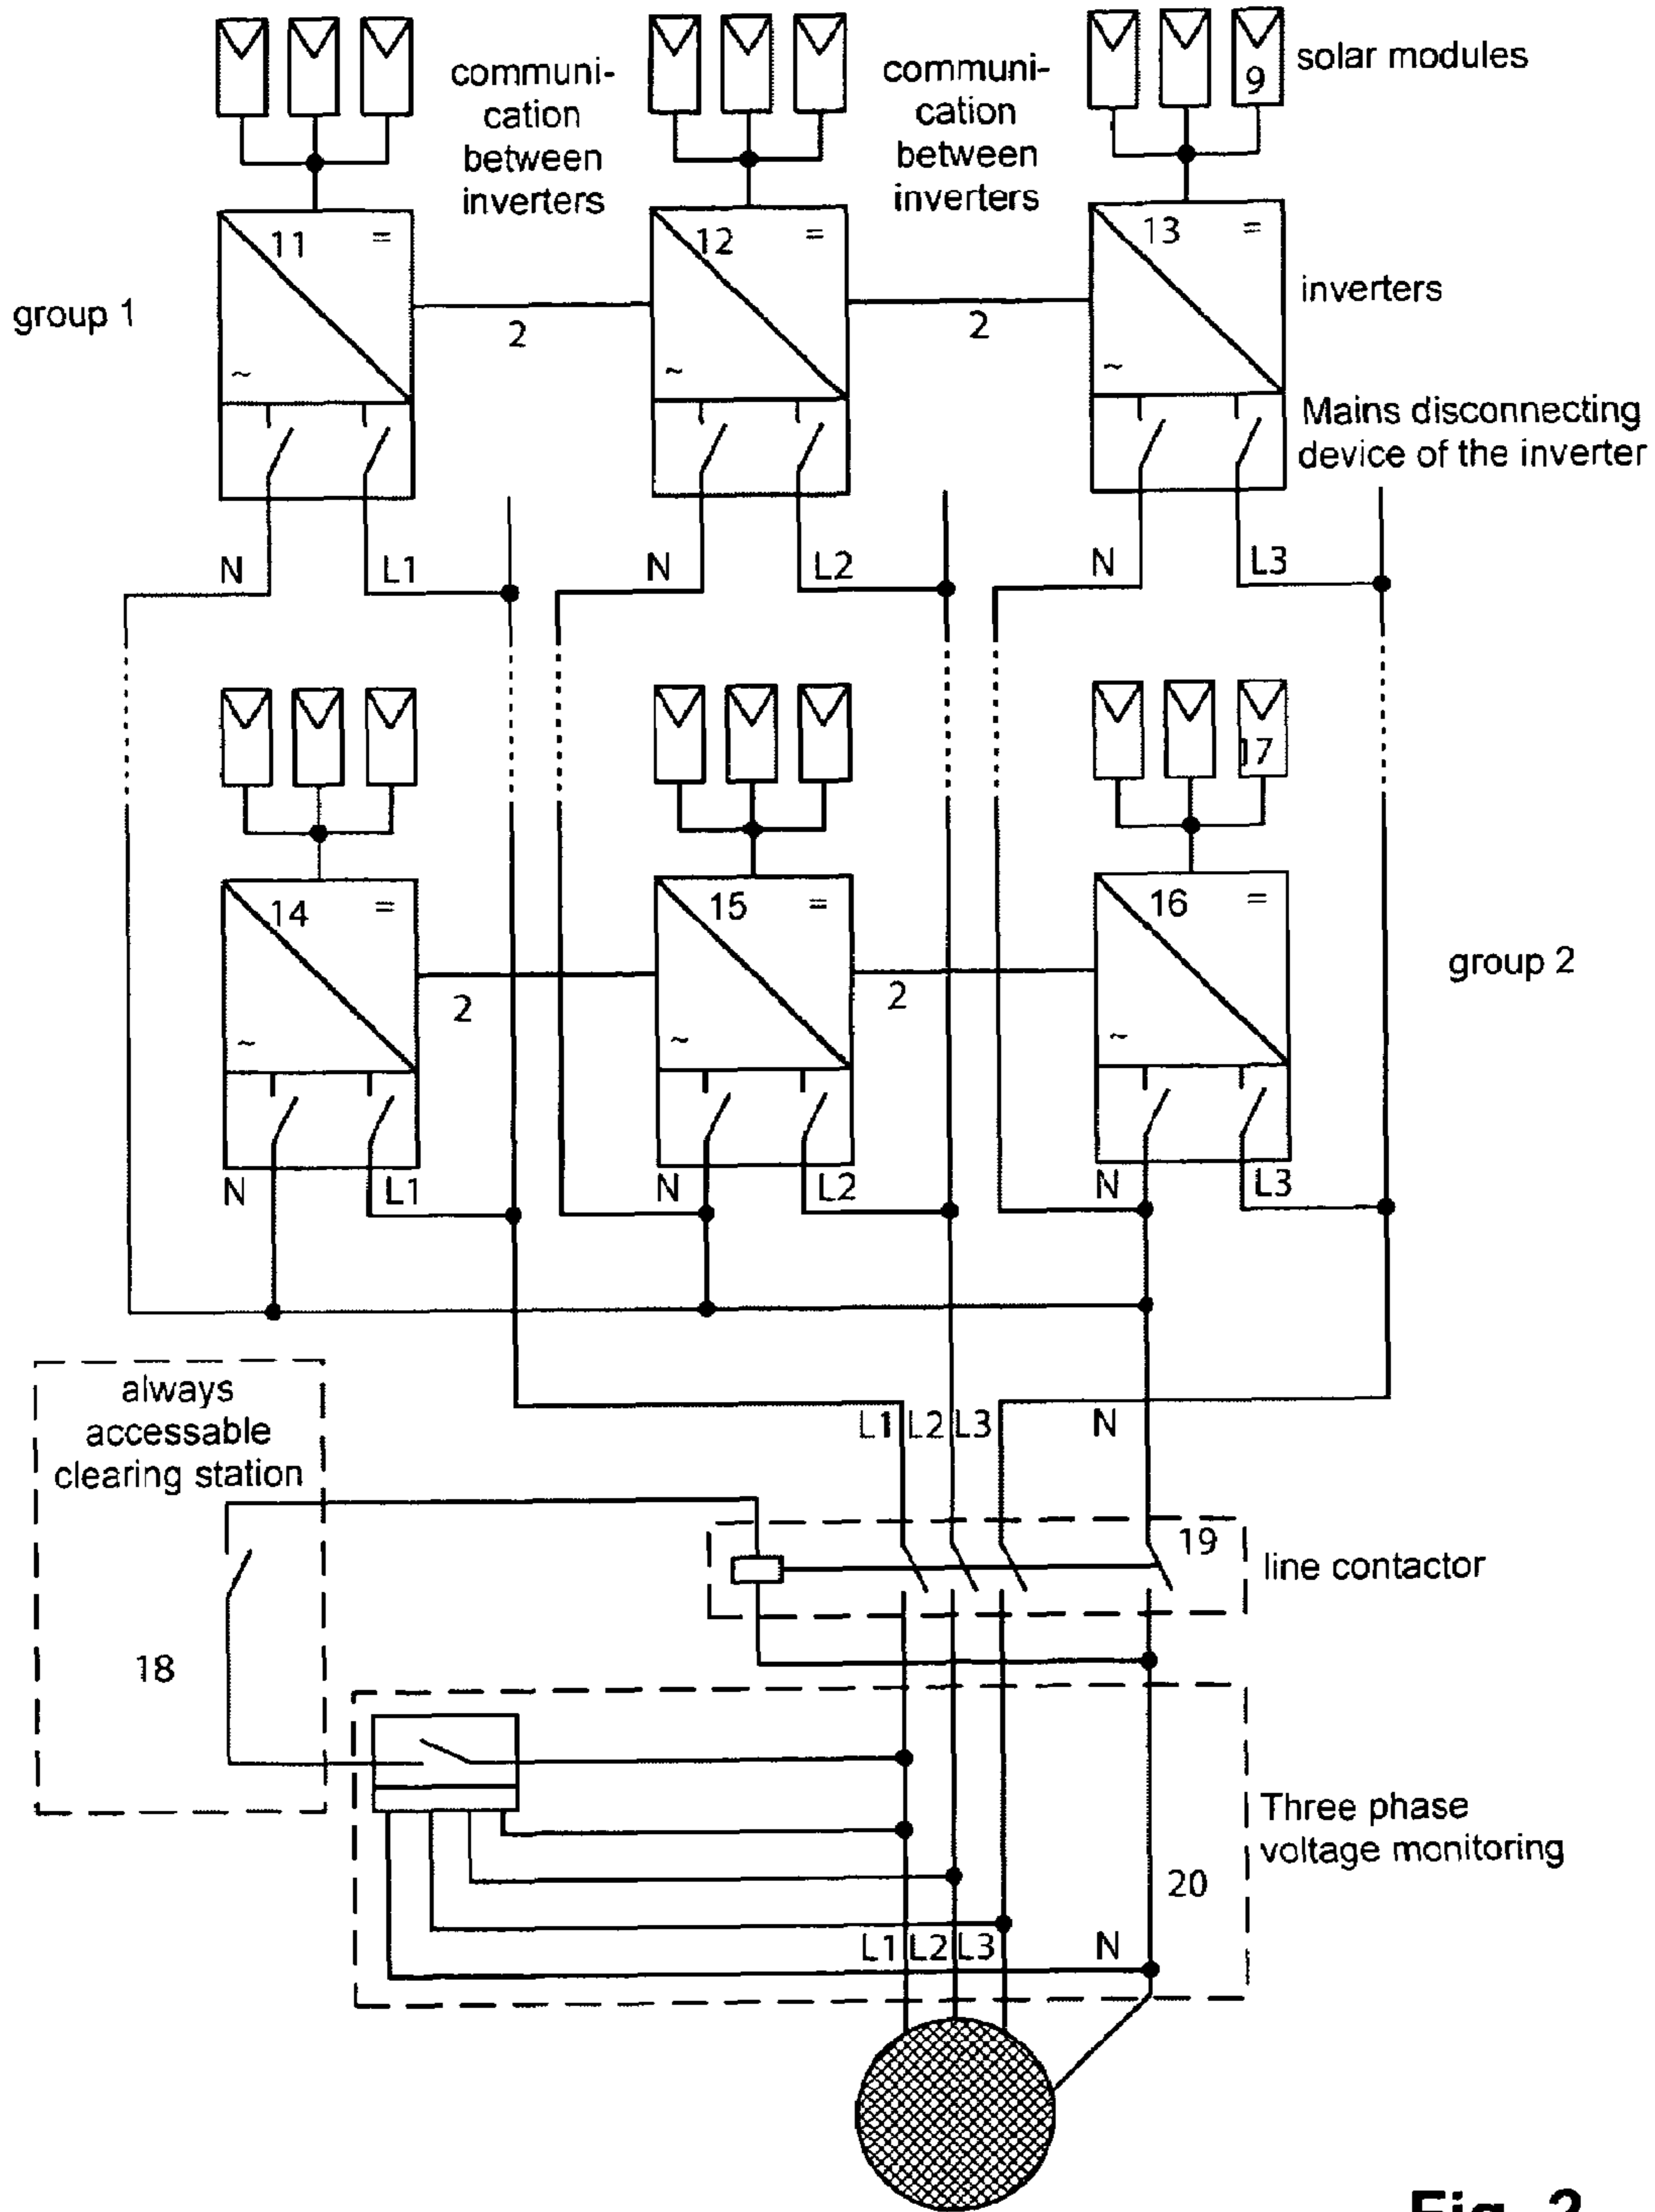 communi-
cation
between
inverters
communi-
cation
between
inverters
9
solar modules
11 =
12 =
13 =
group 1
2
2
inverters
~
~
~
Mains disconnecting
device of the inverter
N L1
N L2
N L3
17
14 =
15 =
16 =
group 2
2
2
~
~
~
N L1
N L2
N L3
always
accessable
clearing station
L1 L2 L3 N
19
line contactor
18
Three phase
voltage monitoring
20
L1 L2 L3 N
Fig. 2